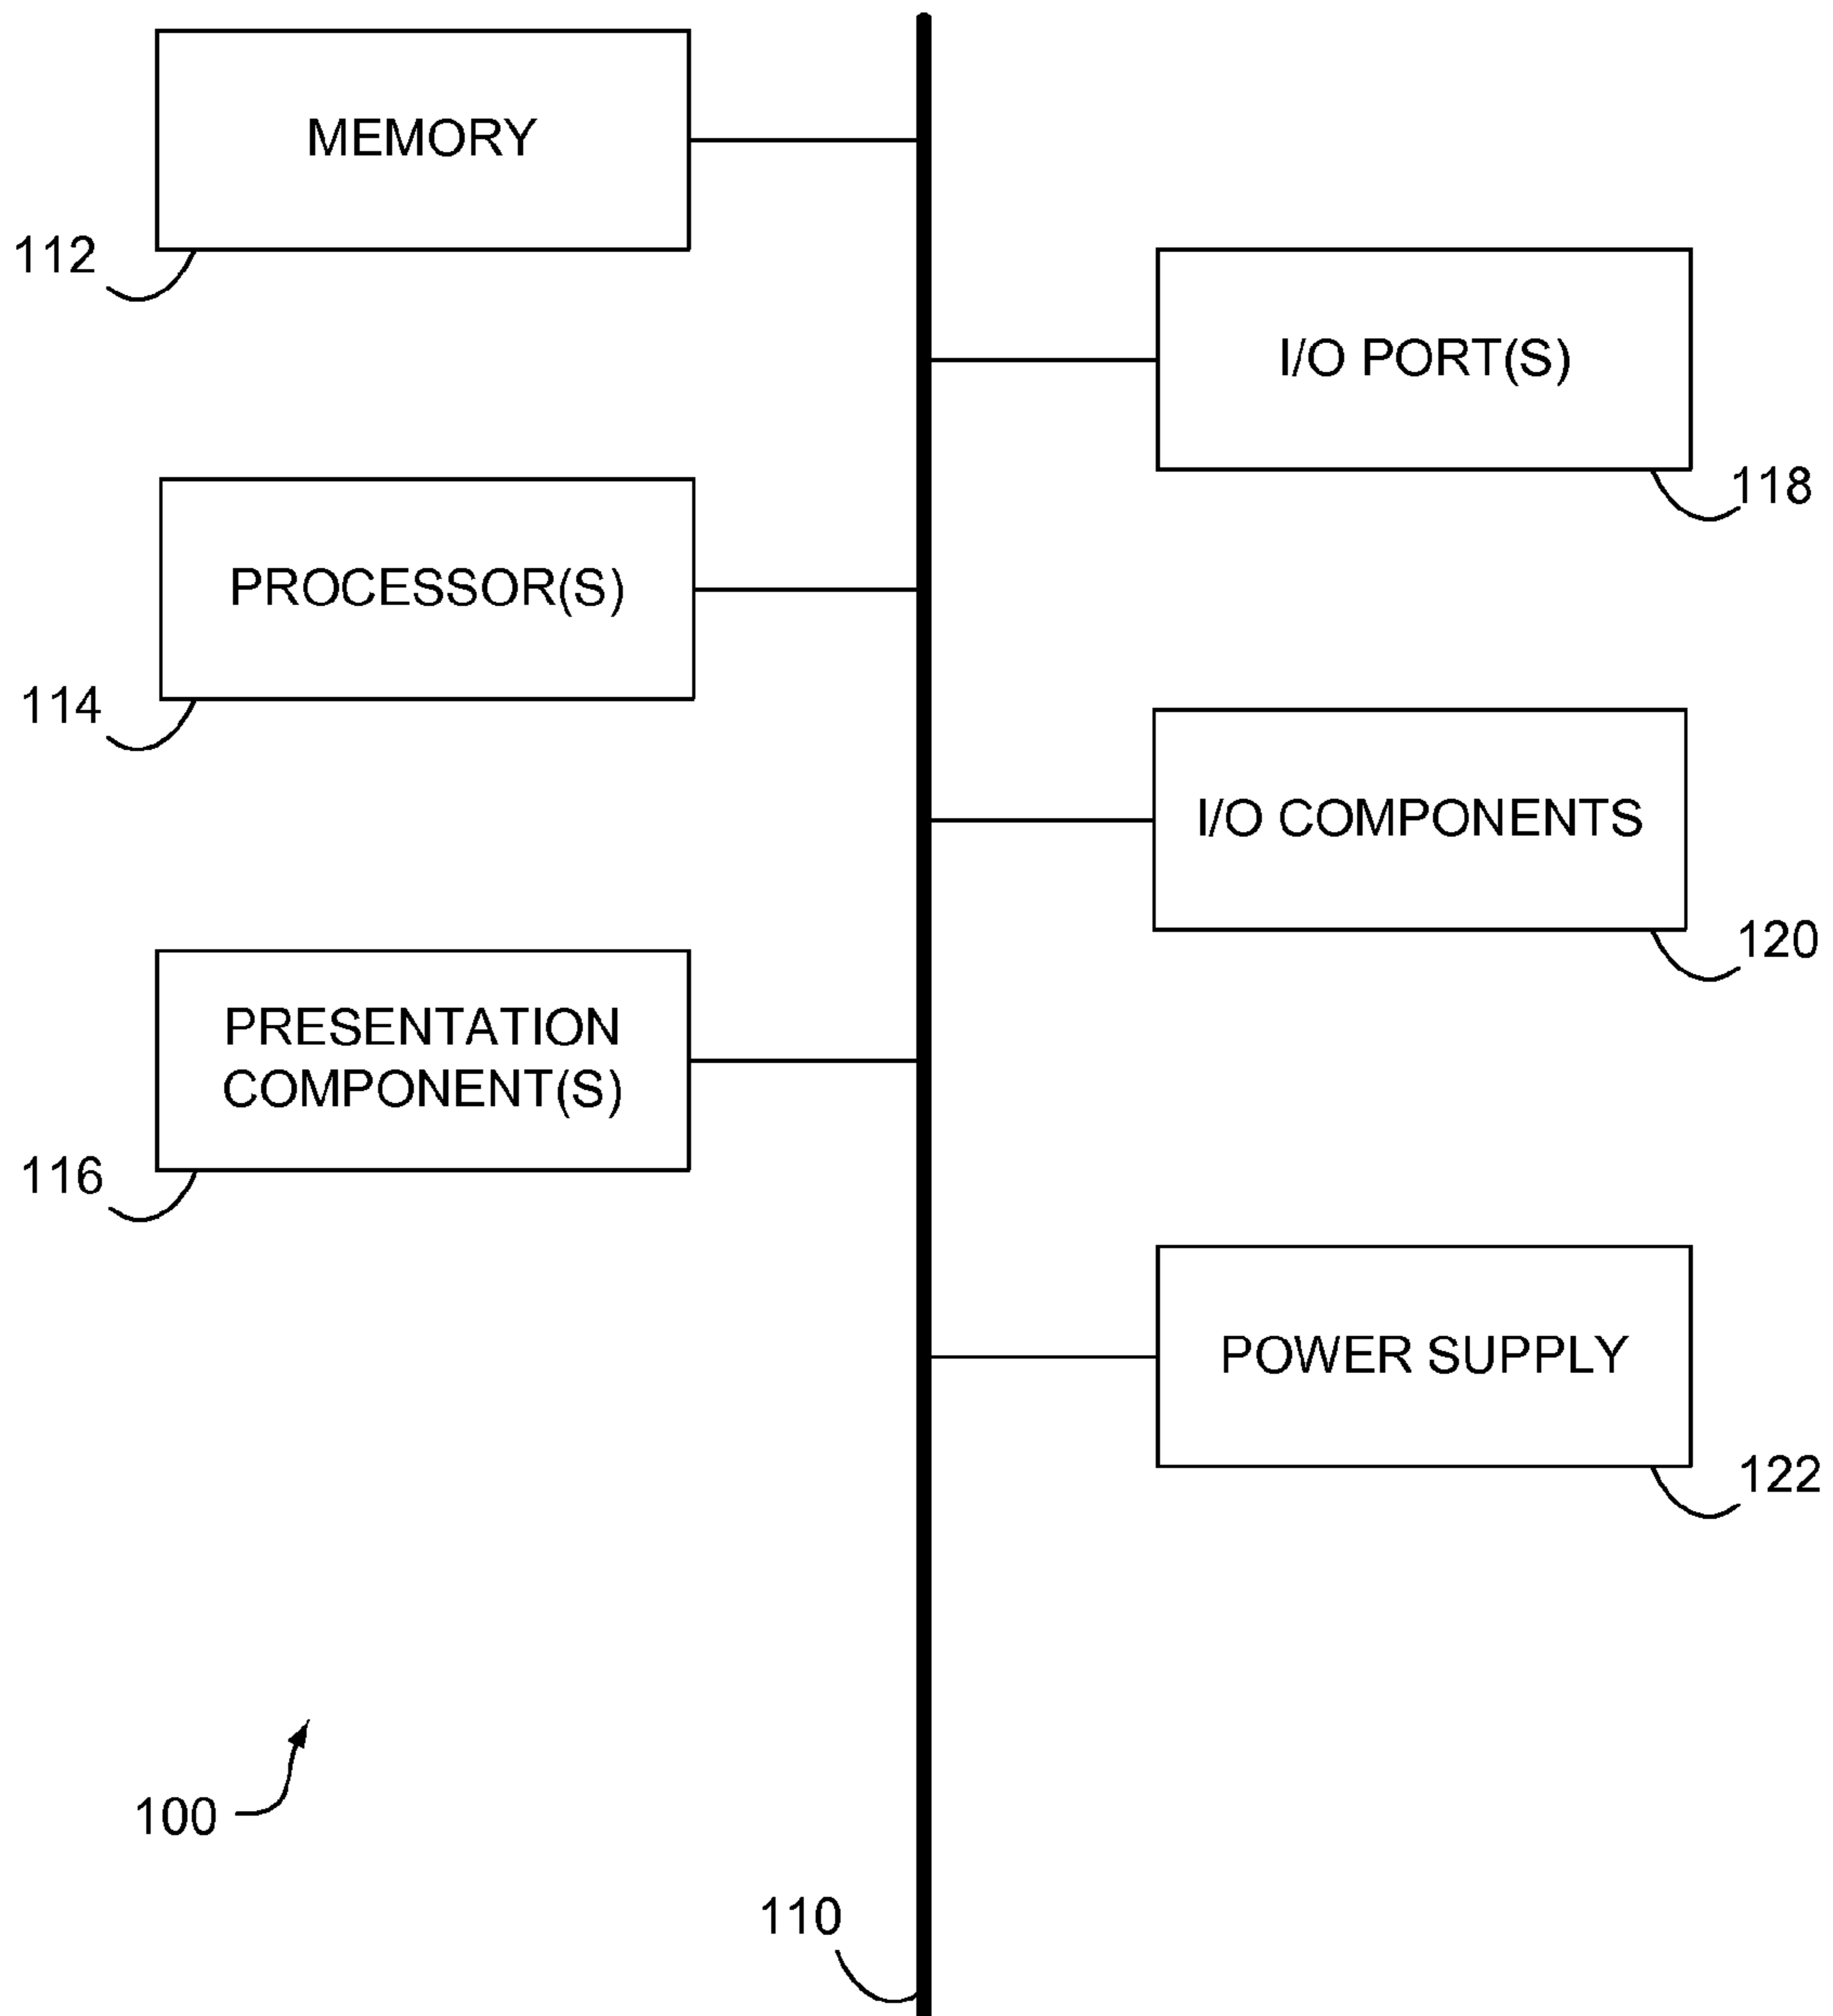 MEMORY
112
I/O PORT(S)
118
PROCESSOR(S)
114
I/O COMPONENTS
120
PRESENTATION
COMPONENT(S)
116
POWER SUPPLY
122
100
110